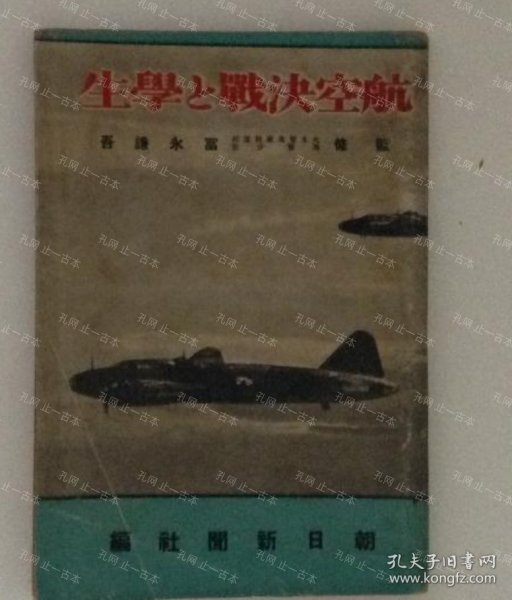 航空決戰と學生
監修
富永謙吾
朝日新聞社編
孔网 止一古本
孔夫子旧书网
www.kongfz.com